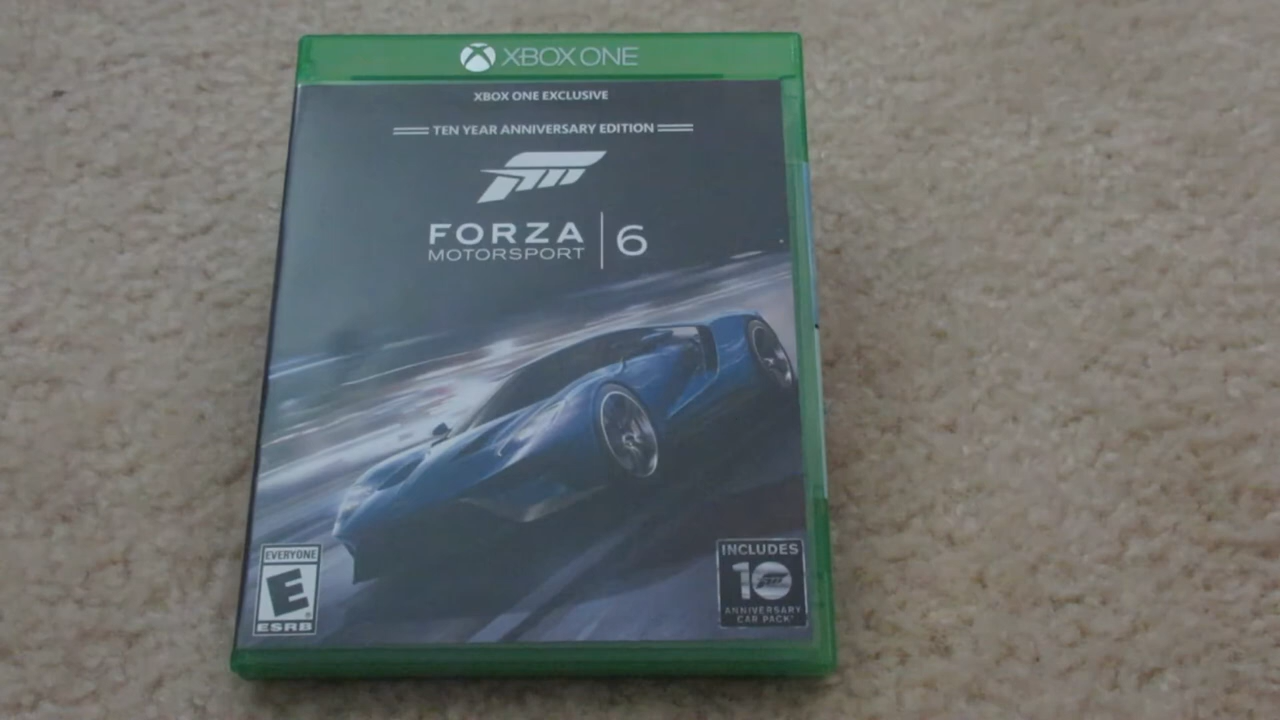 XBOX ONE
XBOX ONE EXCLUSIVE
TEN YEAR ANNIVERSARY EDITION
FORZA
MOTORSPORT
6
EVERYONE
E
ESRB
INCLUDES
10
ANNIVERSARY
CAR PACK*